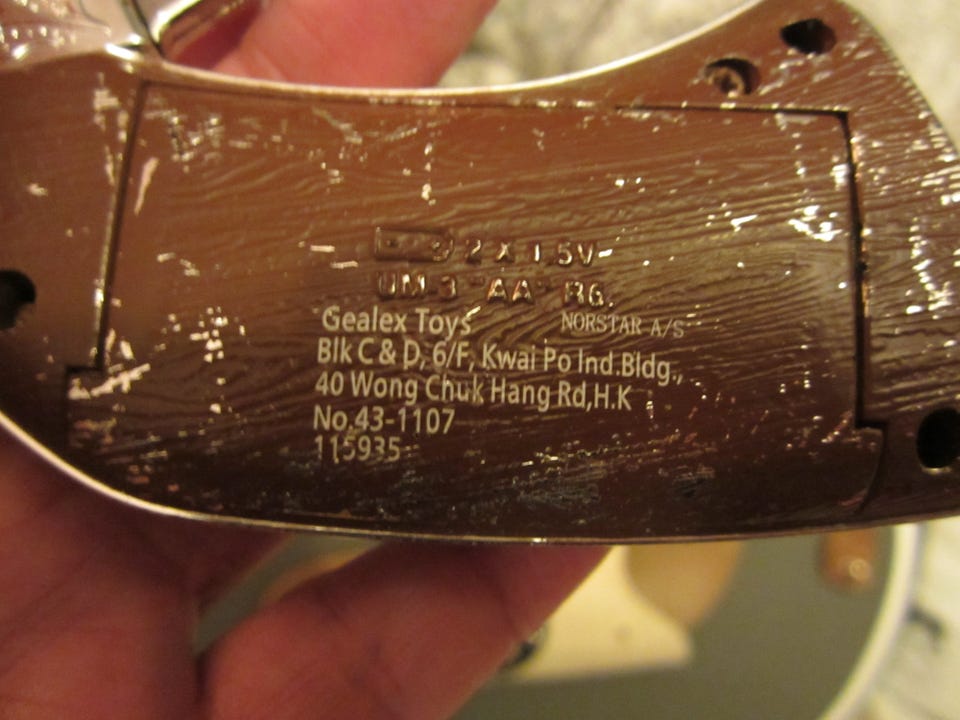 2 X 1.5V
UM.3 "AA" RG.
Gealex Toys NORSTAR A/S
Blk C & D, 6/F, Kwai Po Ind.Bldg.,
40 Wong Chuk Hang Rd,H.K
No.43-1107
115935